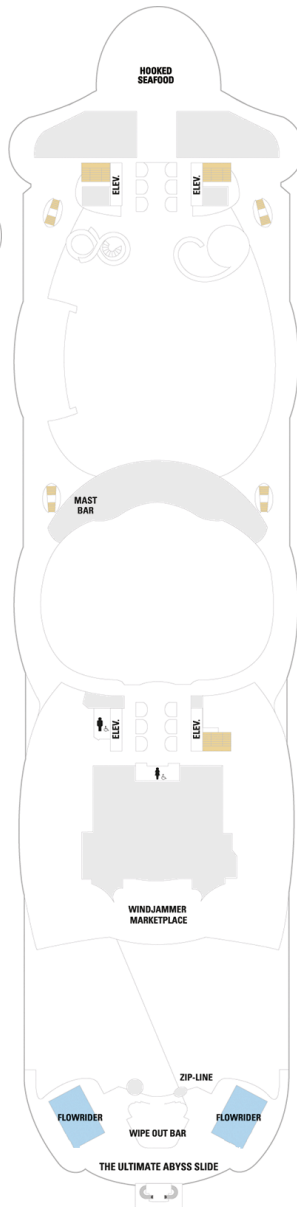 HOOKED
SEAFOOD
ELEV.
ELEV.
MAST
BAR
ELEV.
ELEV.
WINDJAMMER
MARKETPLACE
ZIP-LINE
FLOWRIDER
FLOWRIDER
WIPE OUT BAR
THE ULTIMATE ABYSS SLIDE